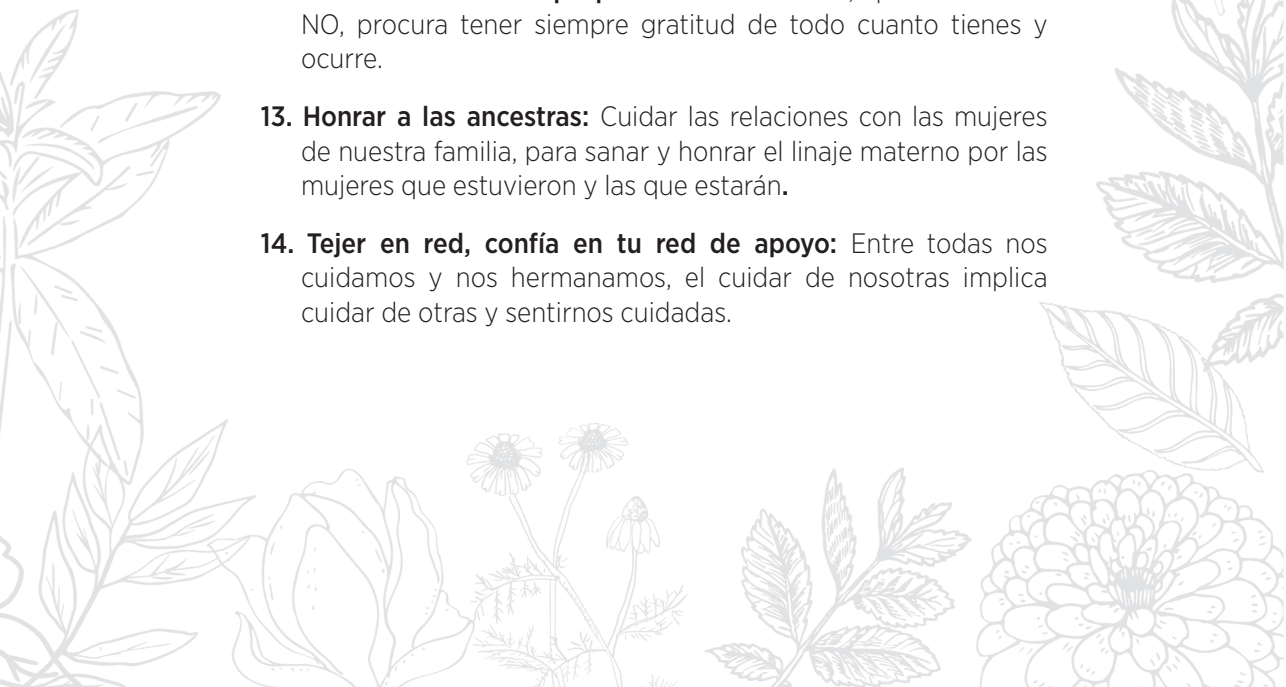 NO, procura tener siempre gratitud de todo cuanto tienes y
ocurre.
13. Honrar a las ancestras: Cuidar las relaciones con las mujeres
de nuestra familia, para sanar y honrar el linaje materno por las
mujeres que estuvieron y las que estarán.
14. Tejer en red, confía en tu red de apoyo: Entre todas nos
cuidamos y nos hermanamos, el cuidar de nosotras implica
cuidar de otras y sentirnos cuidadas.